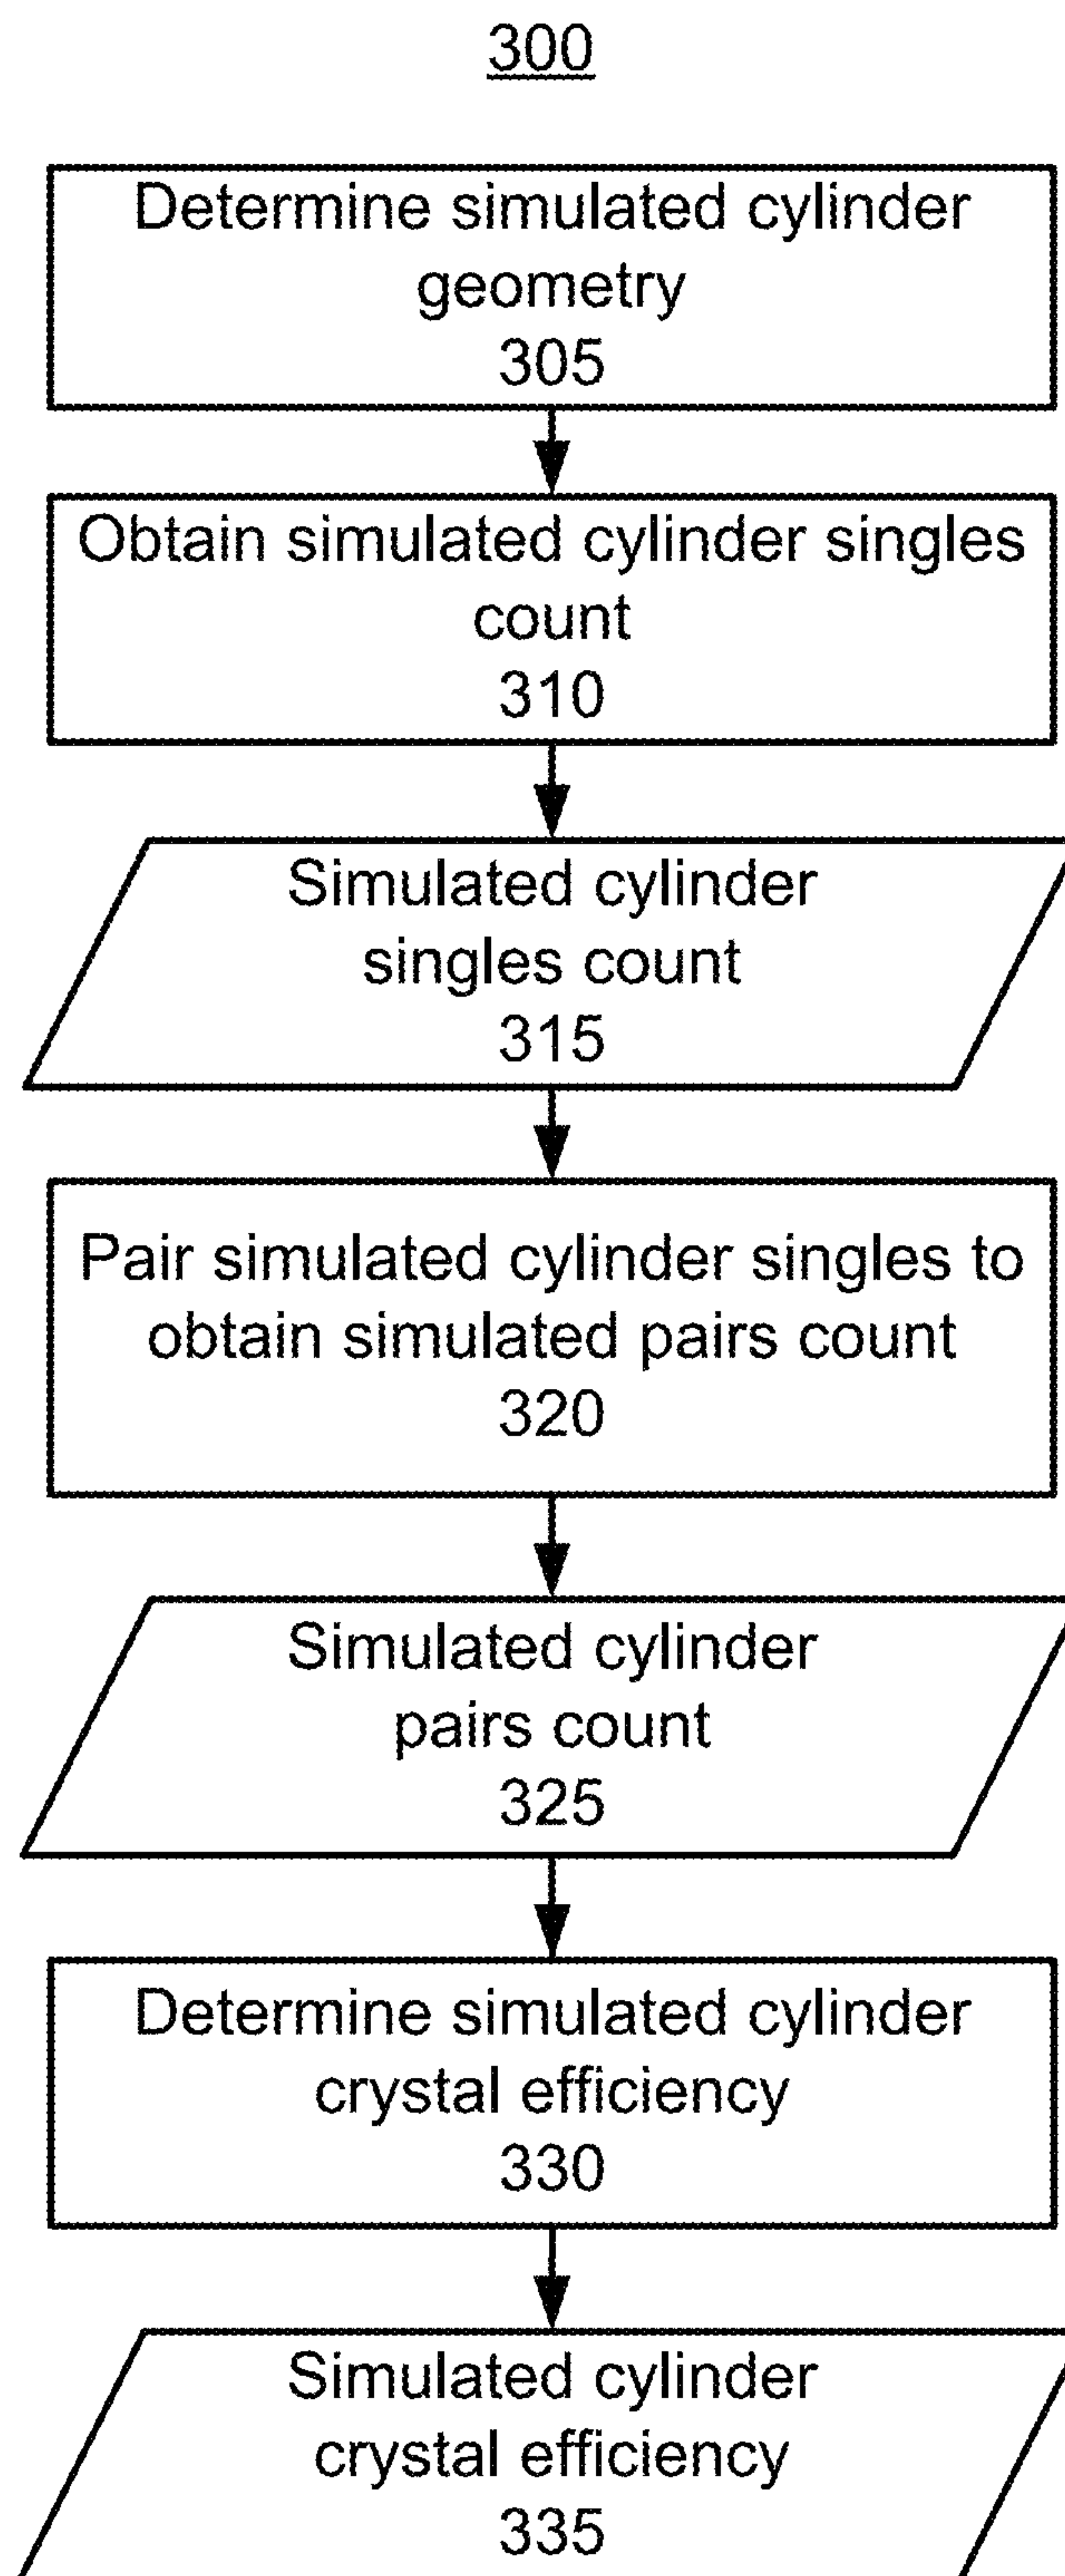 300
Determine simulated cylinder
geometry
305
Obtain simulated cylinder singles
count
310
Simulated cylinder
singles count
315
Pair simulated cylinder singles to
obtain simulated pairs count
320
Simulated cylinder
pairs count
325
Determine simulated cylinder
crystal efficiency
330
Simulated cylinder
crystal efficiency
335